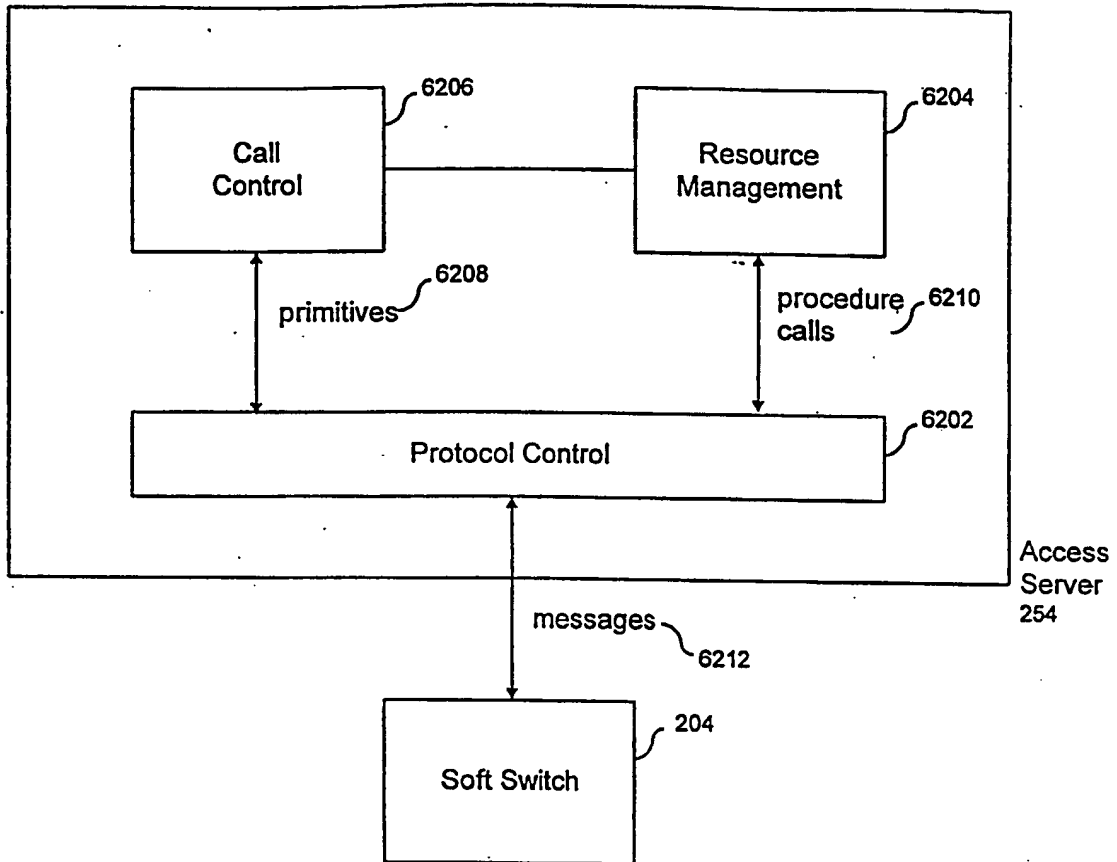 6206
6204
Call
Control
Resource
Management
primitives
6208
procedure
calls
6210
6202
Protocol Control
Access
Server
254
messages
6212
204
Soft Switch